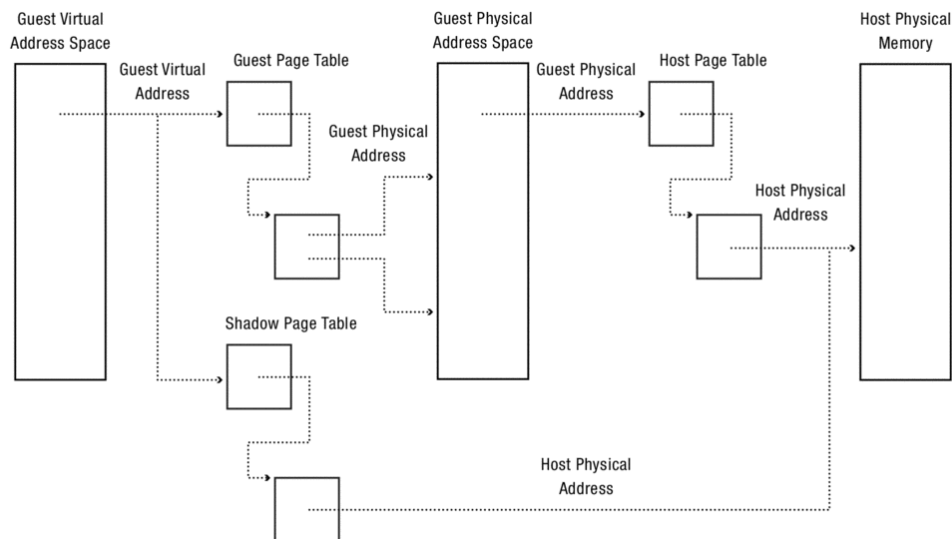 Guest Virtual
Address Space
Guest Physical
Address Space
Host Physical
Memory
Guest Virtual
Address
Guest Page Table
Guest Physical
Address
Guest Physical
Address
Host Page Table
Host Physical
Address
Shadow Page Table
Host Physical
Address